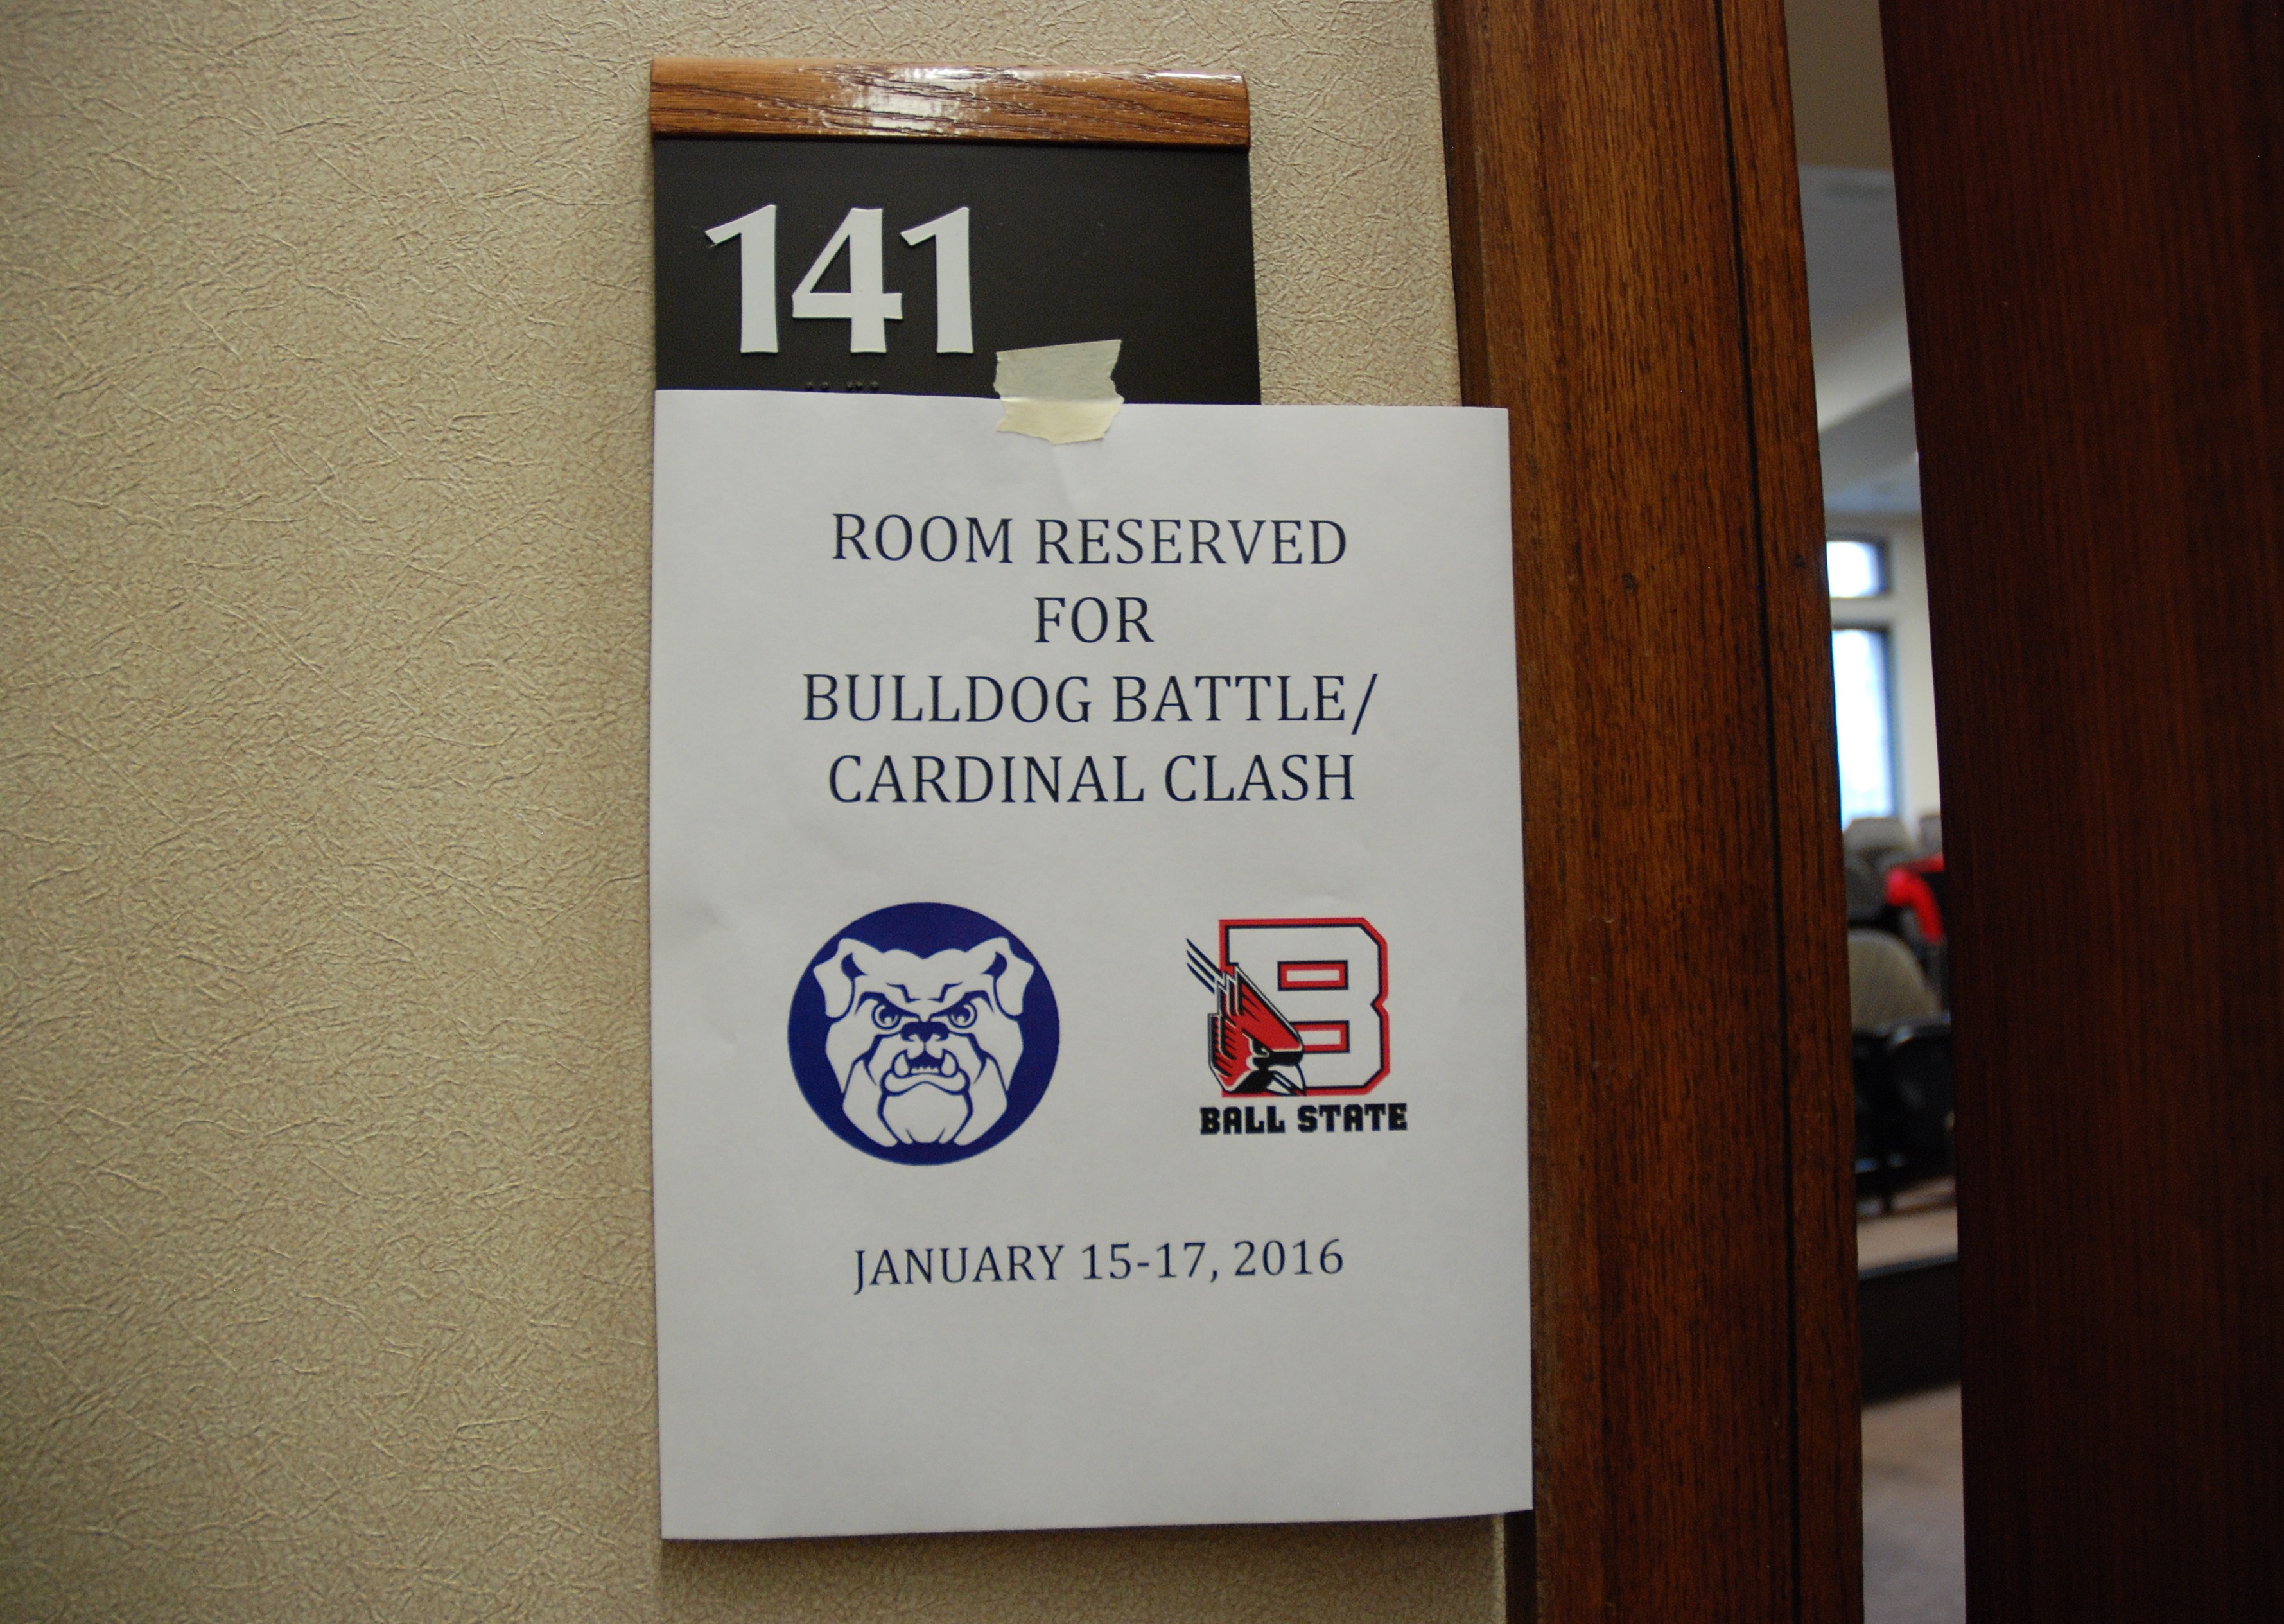 141
ROOM RESERVED
FOR
BULLDOG BATTLE/
CARDINAL CLASH
B
BALL STATE
JANUARY 15-17, 2016